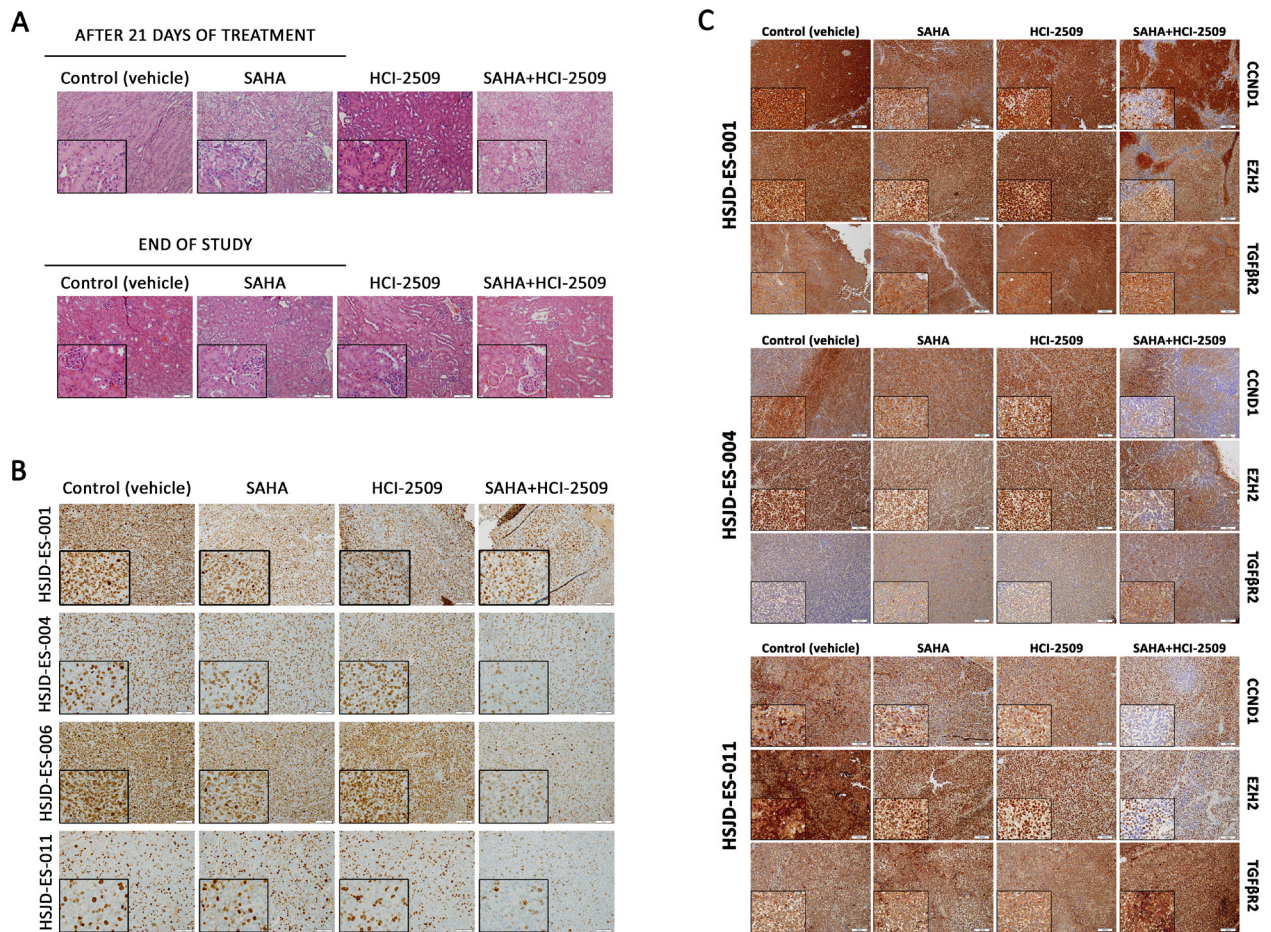 A
AFTER 21 DAYS OF TREATMENT
Control (vehicle) SAHA HCI-2509 SAHA+HCI-2509
END OF STUDY
Control (vehicle) SAHA HCI-2509 SAHA+HCI-2509
B
Control (vehicle) SAHA HCI-2509 SAHA+HCI-2509
HSJD-ES-001
HSJD-ES-004
HSJD-ES-006
HSJD-ES-011
C
Control (vehicle) SAHA HCI-2509 SAHA+HCI-2509
HSJD-ES-001
CCND1
EZH2
TGFβR2
Control (vehicle) SAHA HCI-2509 SAHA+HCI-2509
HSJD-ES-004
CCND1
EZH2
TGFβR2
Control (vehicle) SAHA HCI-2509 SAHA+HCI-2509
HSJD-ES-011
CCND1
EZH2
TGFβR2